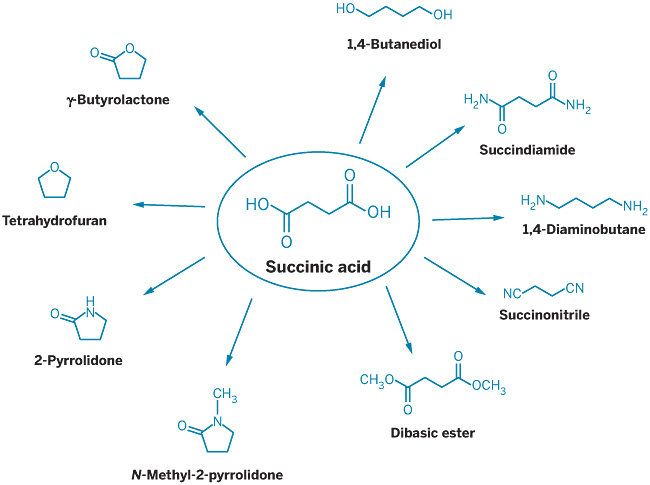 HO
OH
1,4-Butanediol
O
O
γ-Butyrolactone
O
H2N
NH2
O
Succindiamide
O
Tetrahydrofuran
O
HO
OH
O
Succinic acid
H2N
NH2
1,4-Diaminobutane
H
N
O
2-Pyrrolidone
NC
CN
Succinonitrile
CH3
N
O
N-Methyl-2-pyrrolidone
O
CH3O
OCH3
O
Dibasic ester